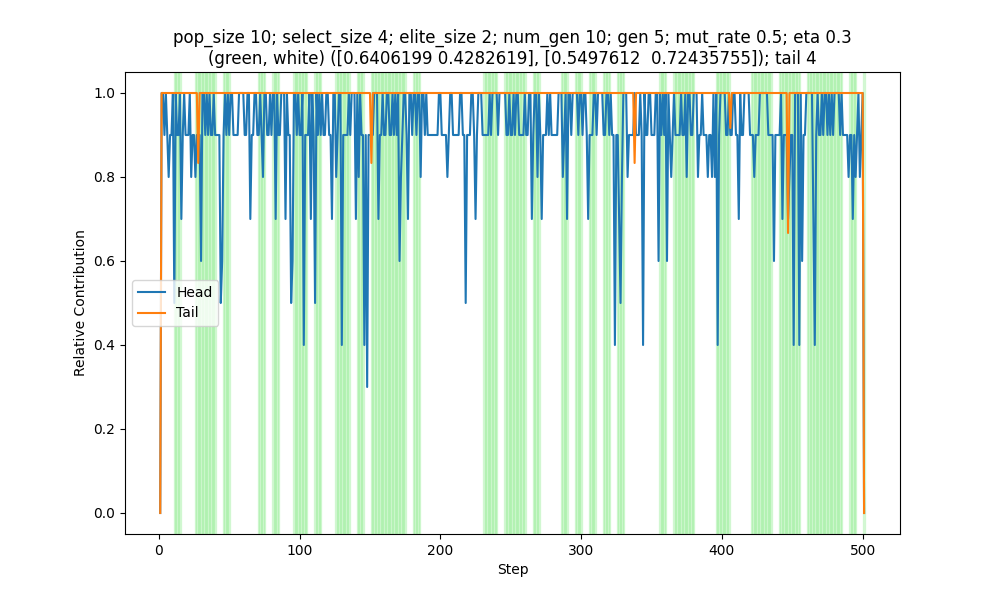 pop_size 10; select_size 4; elite_size 2; num_gen 10; gen 5; mut_rate 0.5; eta 0.3
(green, white) ([0.6406199 0.4282619], [0.5497612  0.72435755]); tail 4
1.0
0.8
0.6
0.4
0.2
0.0
Relative Contribution
Head
Tail
0
100
200
300
400
500
Step